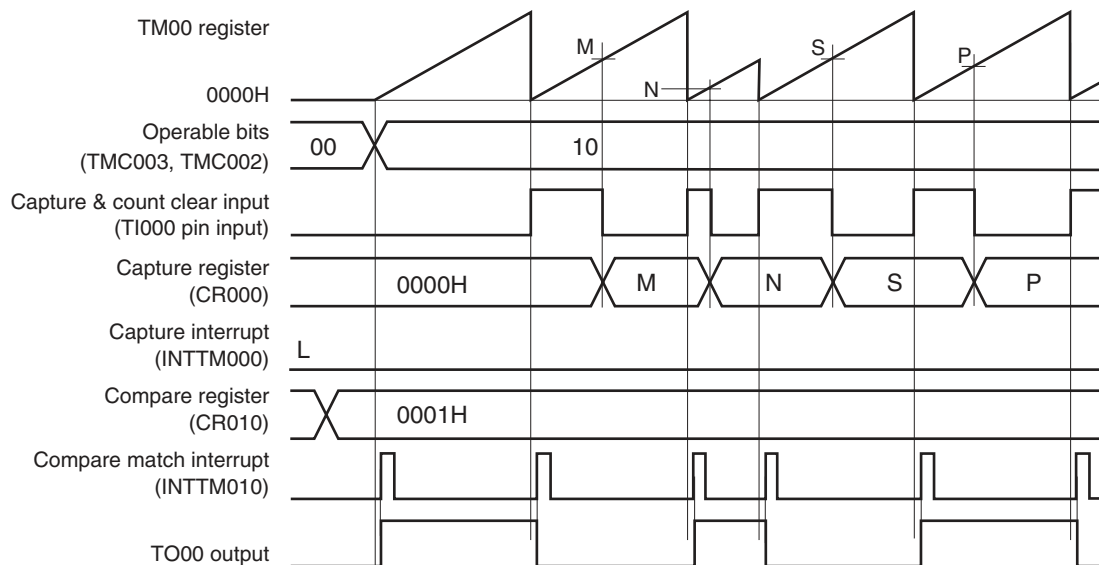 TM00 register
M
S
P
N
0000H
Operable bits
(TMC003, TMC002)
00
10
Capture & count clear input
(TI000 pin input)
Capture register
(CR000)
0000H
M
N
S
P
Capture interrupt
(INTTM000)
L
Compare register
(CR010)
0001H
Compare match interrupt
(INTTM010)
TO00 output